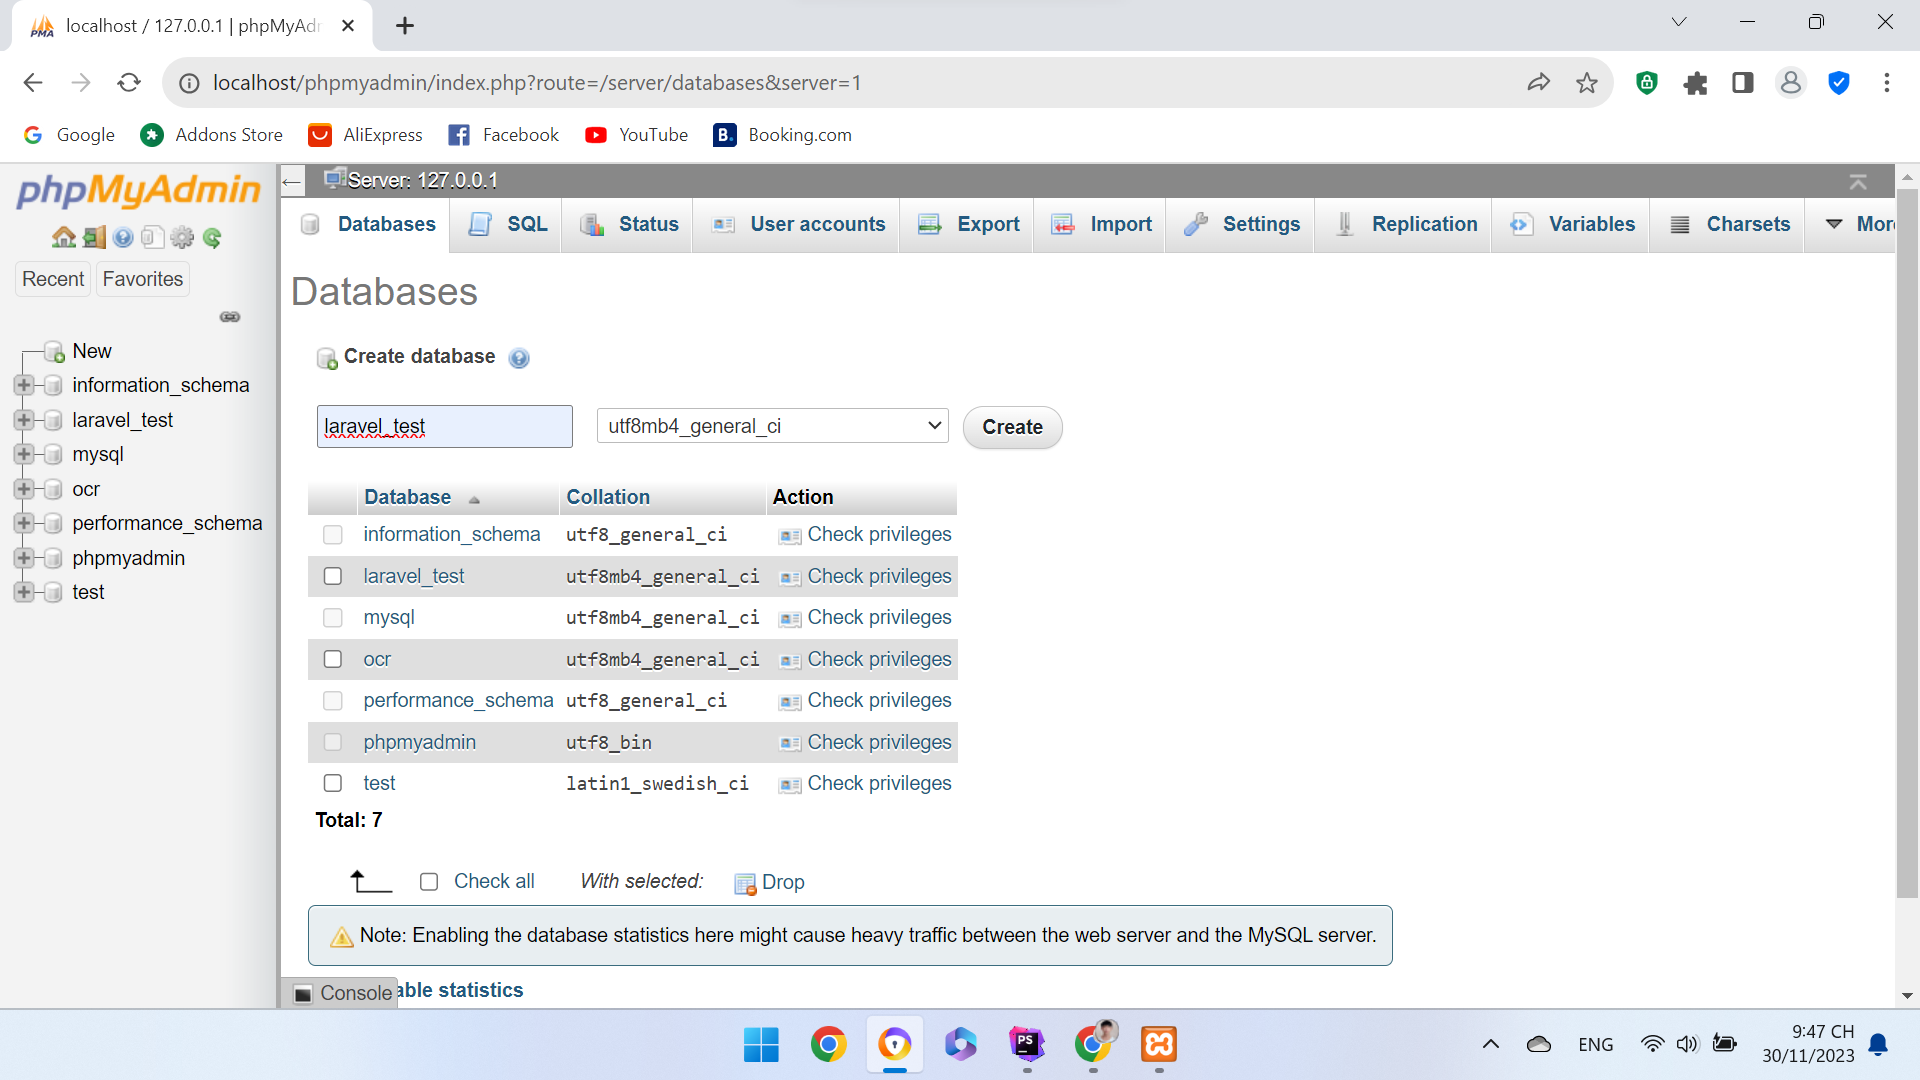 localhost / 127.0.0.1 | phpMyAdr
localhost/phpmyadmin/index.php?route=/server/databases&server=1
Google Addons Store AliExpress Facebook YouTube Booking.com
phpMyAdmin
Recent Favorites
New
information_schema
laravel_test
mysql
ocr
performance_schema
phpmyadmin
test
Server: 127.0.0.1
Databases SQL Status User accounts Export Import Settings Replication Variables Charsets More
Databases
Create database
laravel_test utf8mb4_general_ci Create
Database Collation Action
information_schema utf8_general_ci Check privileges
laravel_test utf8mb4_general_ci Check privileges
mysql utf8mb4_general_ci Check privileges
ocr utf8mb4_general_ci Check privileges
performance_schema utf8_general_ci Check privileges
phpmyadmin utf8_bin Check privileges
test latin1_swedish_ci Check privileges
Total: 7
Check all With selected: Drop
Note: Enabling the database statistics here might cause heavy traffic between the web server and the MySQL server.
Console able statistics
ENG
9:47 CH
30/11/2023